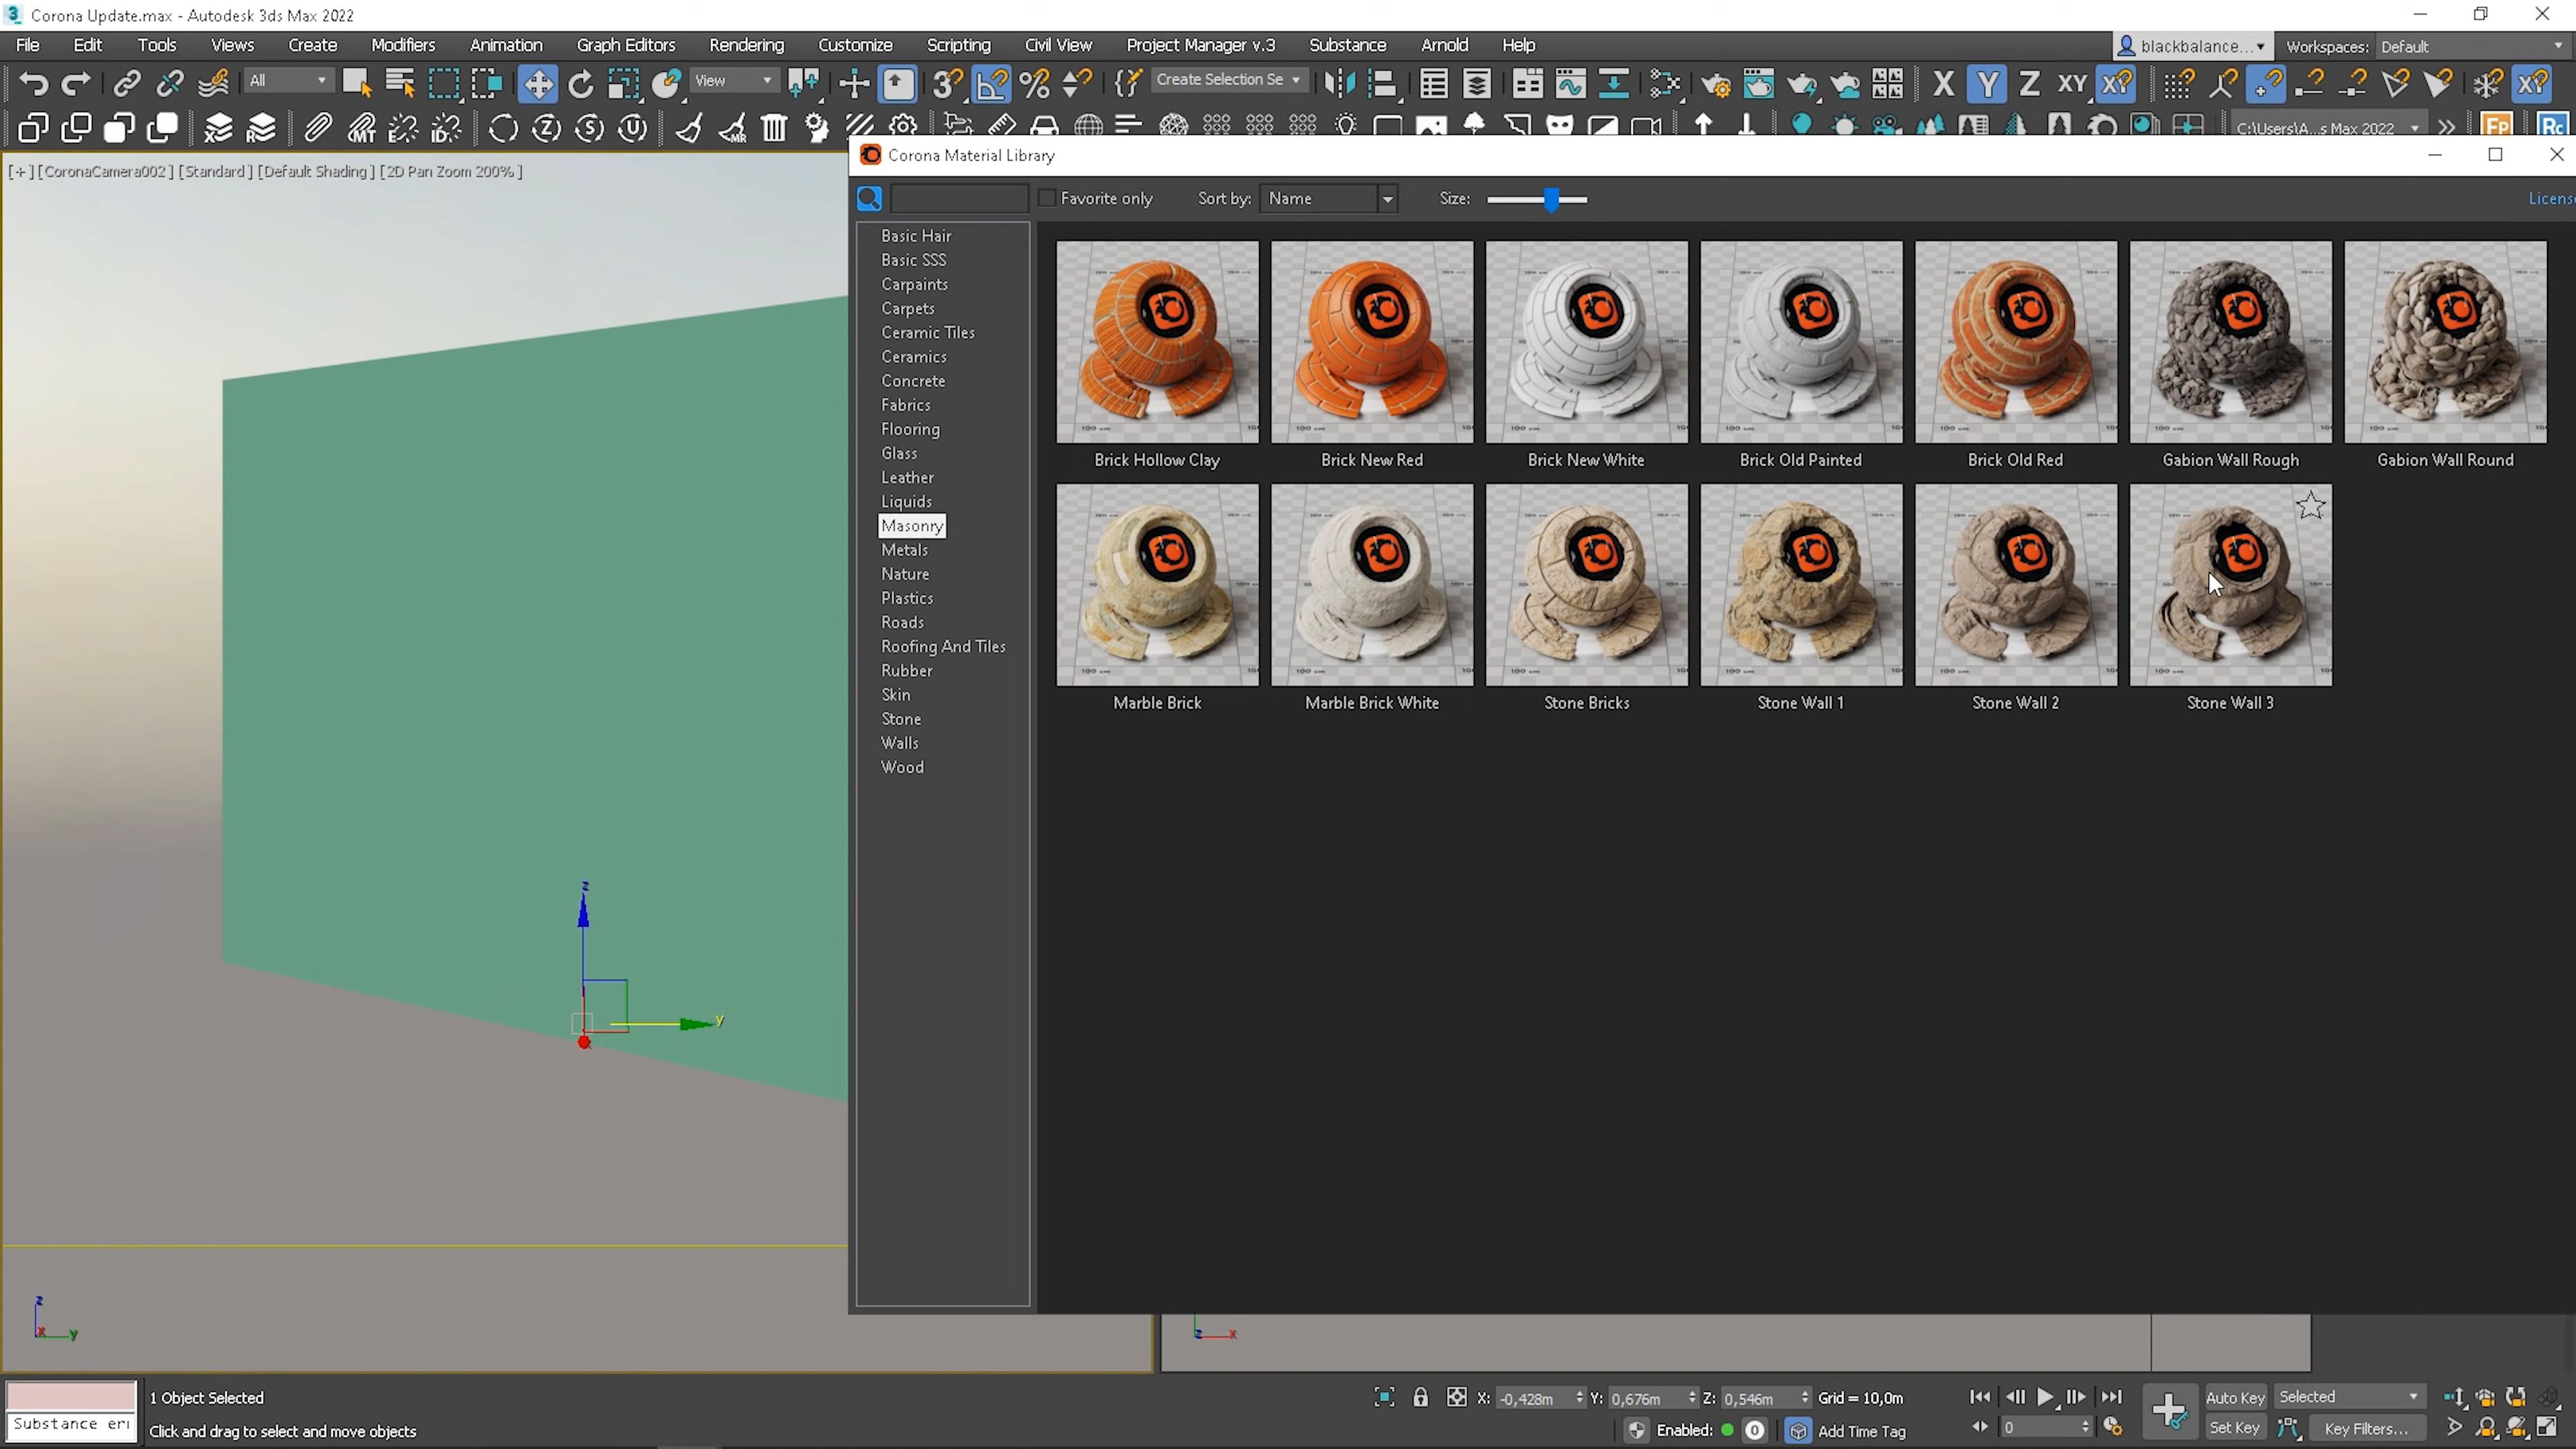 Corona Update.max - Autodesk 3ds Max 2022
File Edit Tools Views Create Modifiers Animation Graph Editors Rendering Customize Scripting Civil View Project Manager v.3 Substance Arnold Help
blackbalance... Workspaces: Default
All View Create Selection Se X Y Z XY
C:\Users\A...s Max 2022
[+] [CoronaCamera002] [Standard] [Default Shading] [2D Pan Zoom 200% ]
Corona Material Library
Favorite only Sort by: Name Size:
Basic Hair
Basic SSS
Carpaints
Carpets
Ceramic Tiles
Ceramics
Concrete
Fabrics
Flooring
Glass
Leather
Liquids
Masonry
Metals
Nature
Plastics
Roads
Roofing And Tiles
Rubber
Skin
Stone
Walls
Wood
Brick Hollow Clay Brick New Red Brick New White Brick Old Painted Brick Old Red Gabion Wall Rough Gabion Wall Round
Marble Brick Marble Brick White Stone Bricks Stone Wall 1 Stone Wall 2 Stone Wall 3
z
y
z
x y
z x
1 Object Selected
Click and drag to select and move objects
X: -0,428m Y: 0,676m Z: 0,546m Grid = 10,0m
Enabled: 0 Add Time Tag
0
Auto Key Selected
Set Key Key Filters...